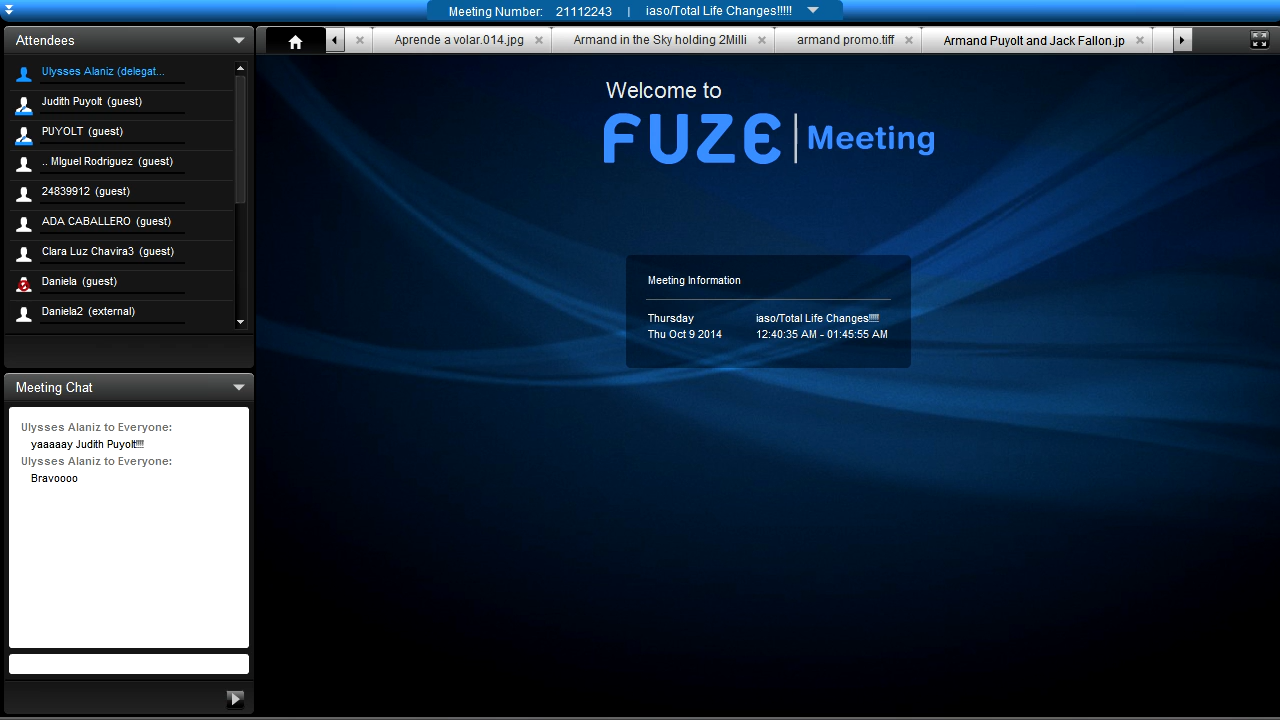 Meeting Number: 21112243 | iaso/Total Life Changes!!!!!
Attendees
Aprende a volar.014.jpg
Armand in the Sky holding 2Milli
armand promo.tiff
Armand Puyolt and Jack Fallon.jp
Ulysses Alaniz (delegat...
Judith Puyolt (guest)
PUYOLT (guest)
.. MIguel Rodriguez (guest)
24839912 (guest)
ADA CABALLERO (guest)
Clara Luz Chavira3 (guest)
Daniela (guest)
Daniela2 (external)
Welcome to
FUZE | Meeting
Meeting Information
Thursday iaso/Total Life Changes!!!!!
Thu Oct 9 2014 12:40:35 AM - 01:45:55 AM
Meeting Chat
Ulysses Alaniz to Everyone:
yaaaaay Judith Puyolt!!!!
Ulysses Alaniz to Everyone:
Bravoooo